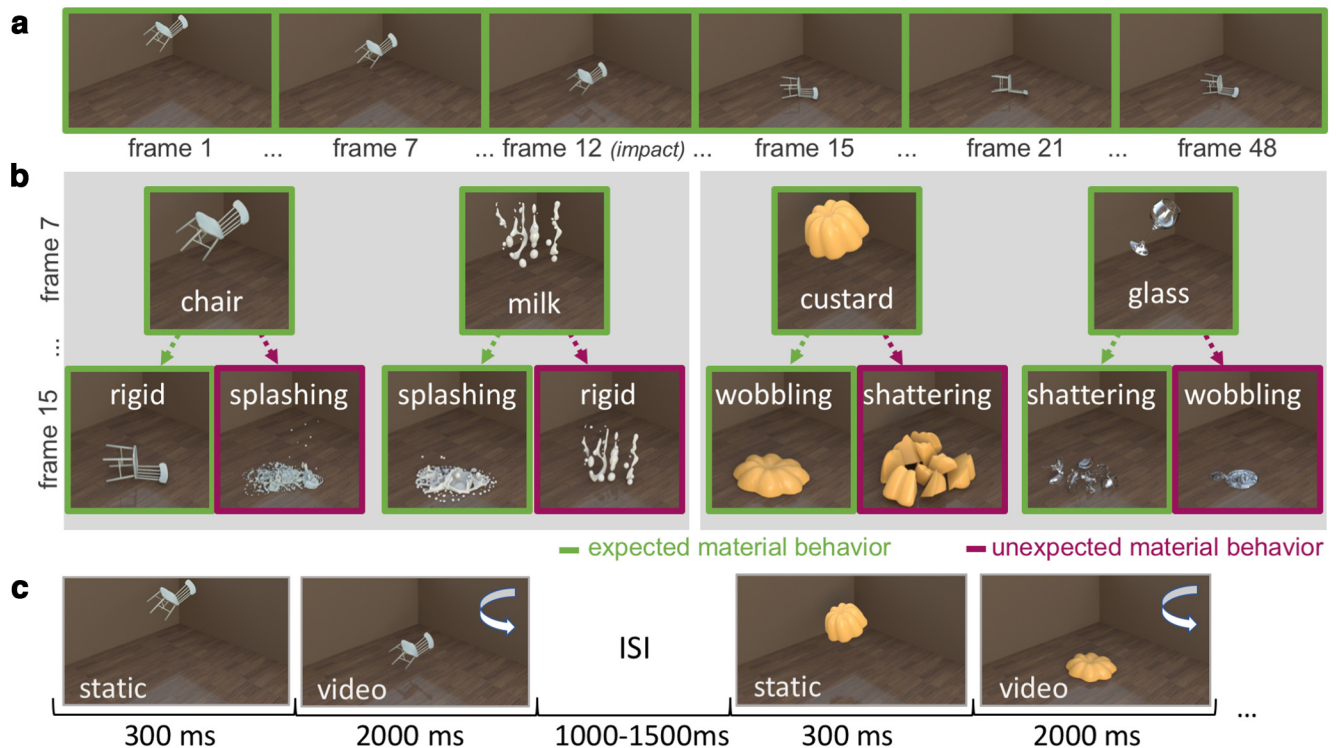 a
frame 1 ... frame 7 ... frame 12 (impact) ... frame 15 ... frame 21 ... frame 48
b
frame 7
...
frame 15
chair
milk
custard
glass
rigid
splashing
splashing
rigid
wobbling
shattering
shattering
wobbling
expected material behavior
unexpected material behavior
c
static
video
ISI
static
video
300 ms
2000 ms
1000-1500ms
300 ms
2000 ms
...